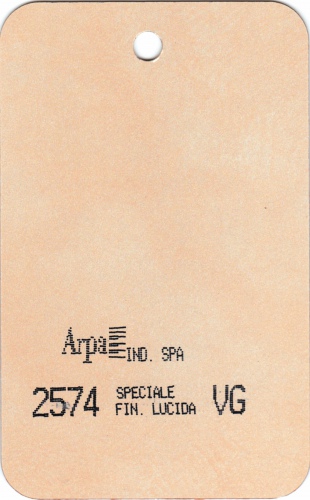 Arpa IND. SPA
2574 SPECIALE FIN. LUCIDA VG